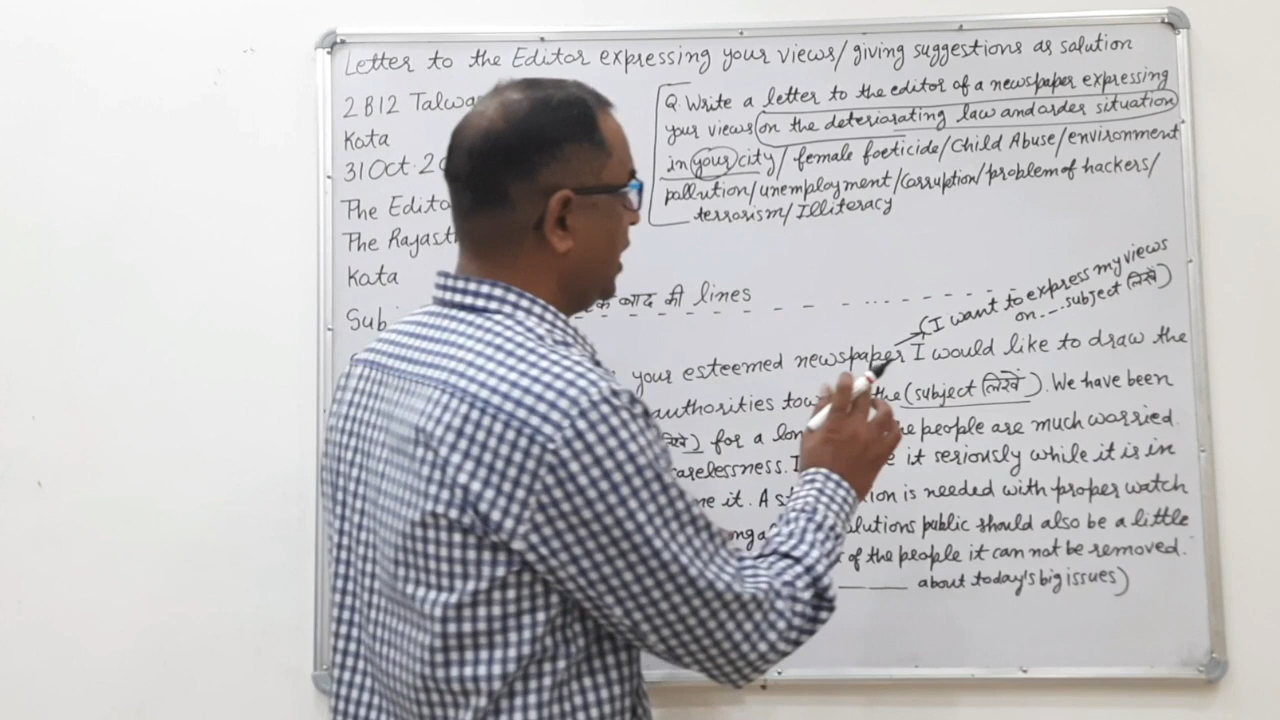 Letter to the Editor expressing your views/ giving suggestions as solution
2 B12 Talwa
Kota
31 Oct. 2
The Edito
The Rajast
Kota
Sub
के बाद की lines
Q. Write a letter to the editor of a newspaper expressing
your views on the deteriorating law and order situation
in your city/ female foeticide/Child Abuse/environment
pollution/unemployment/Corruption/problem of hackers/
terrorism/Illiteracy
(I want to express my views
on ... subject लिखें)
your esteemed newspaper I would like to draw the
authorities tow the (subject लिखें). We have been
for a lon e people are much worried.
carelessness. I e it seriously while it is in
me it. A st ion is needed with proper watch
lutions public should also be a little
of the people it can not be removed.
about today's big issues)